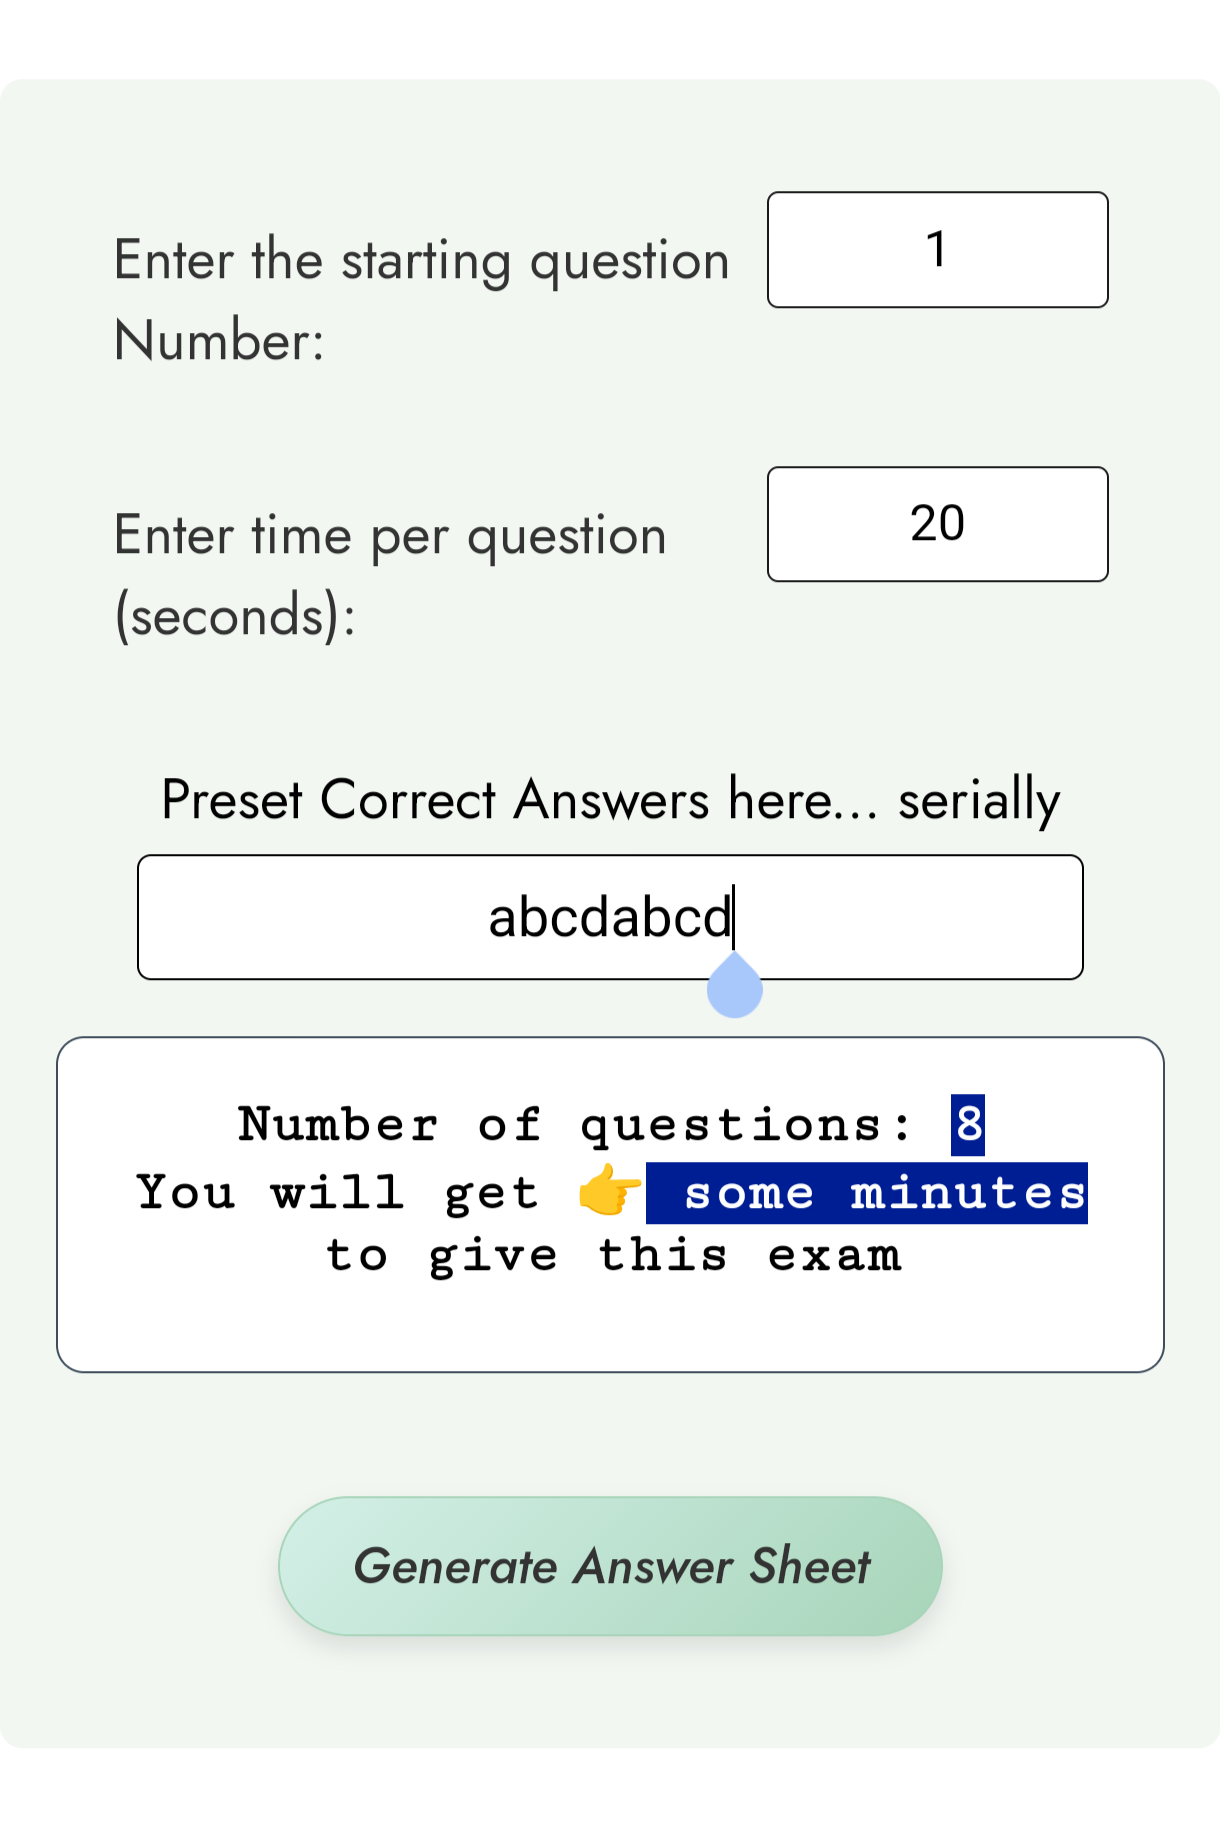 Enter the starting question
Number:
1
Enter time per question
(seconds):
20
Preset Correct Answers here... serially
abcdabcd
Number of questions: 8
You will get 👉 some minutes
to give this exam
Generate Answer Sheet